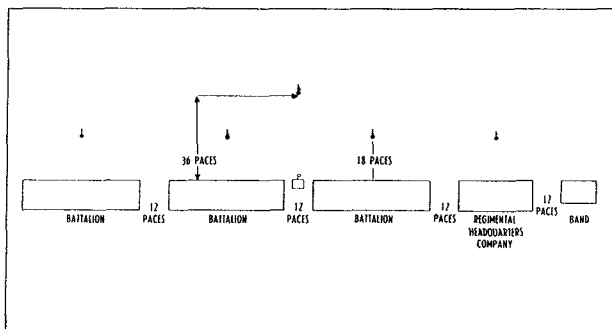 36 PACES
18 PACES
12
PACES
12
PACES
12
PACES
12
PACES
BATTALION
BATTALION
BATTALION
REGIMENTAL
HEADQUARTERS
COMPANY
BAND